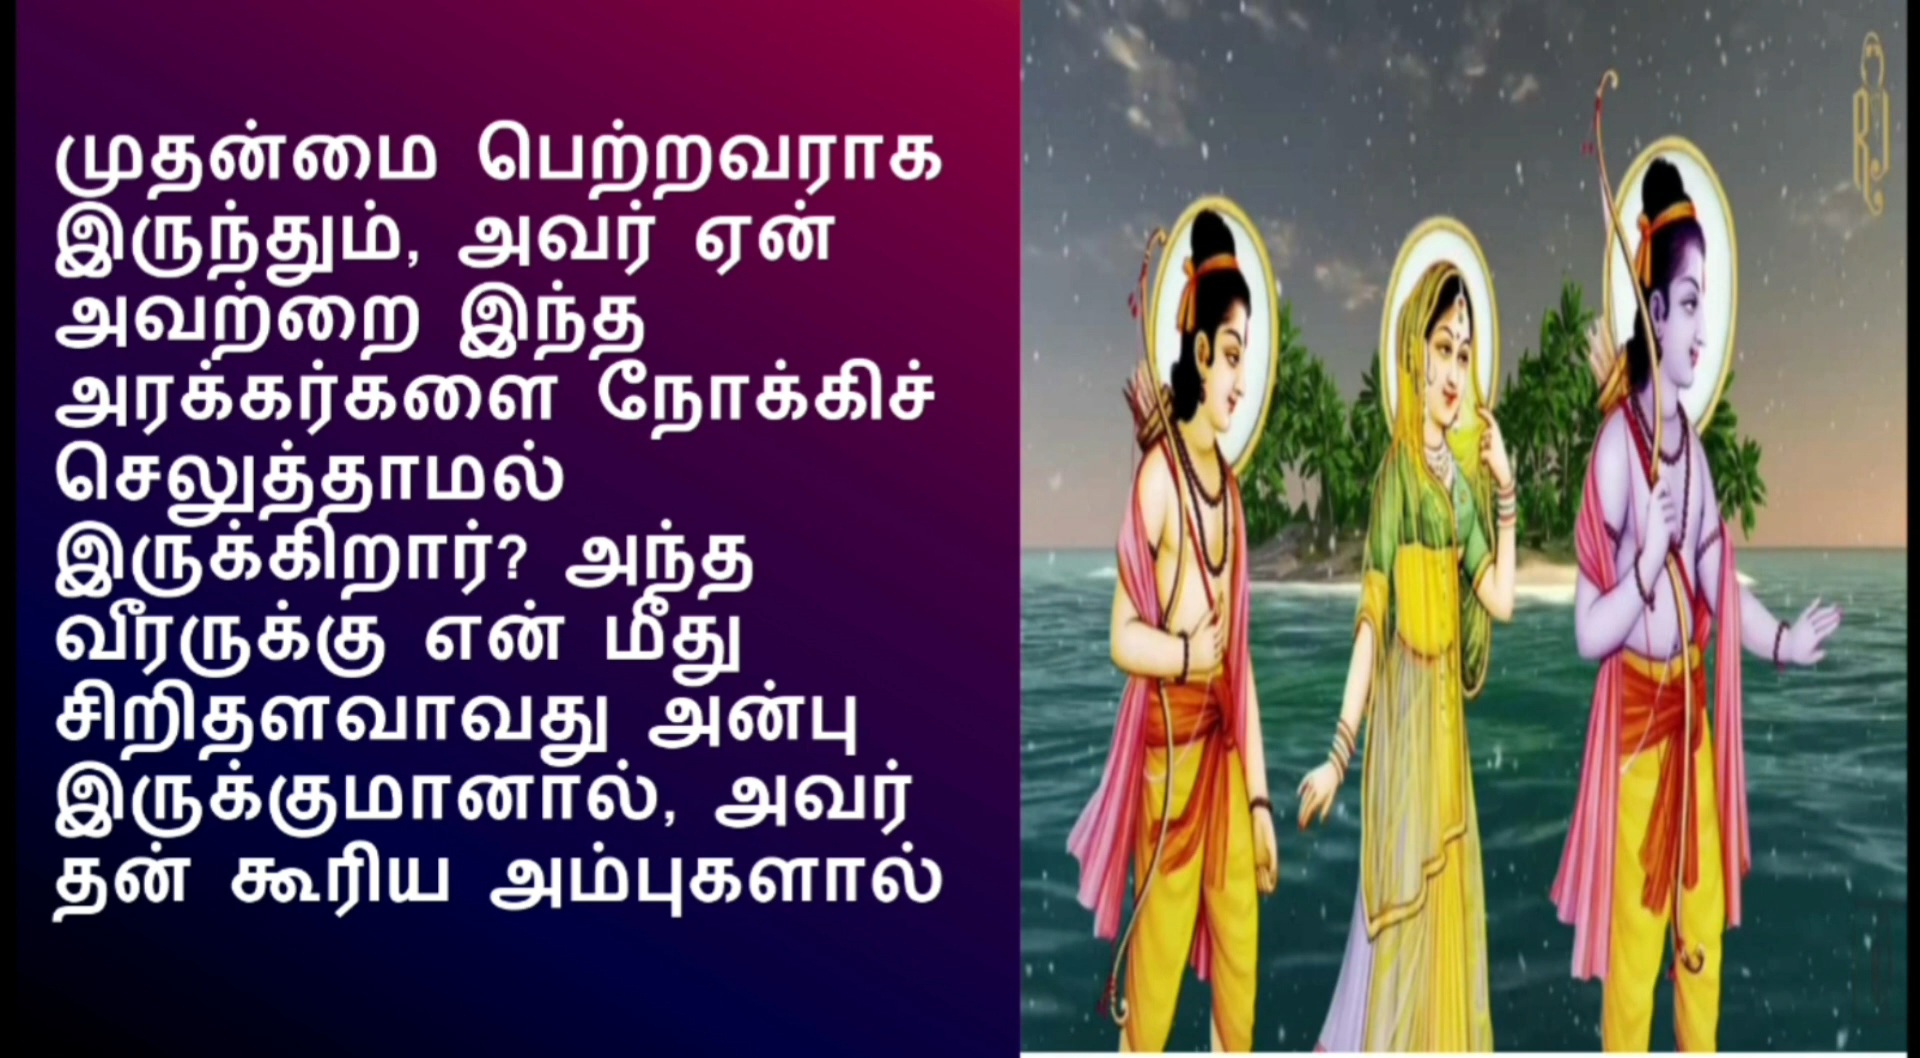 முதன்மை பெற்றவராக
இருந்தும், அவர் ஏன்
அவற்றை இந்த
அரக்கர்களை நோக்கிச்
செலுத்தாமல்
இருக்கிறார்? அந்த
வீரருக்கு என் மீது
சிறிதளவாவது அன்பு
இருக்குமானால், அவர்
தன் கூரிய அம்புகளால்